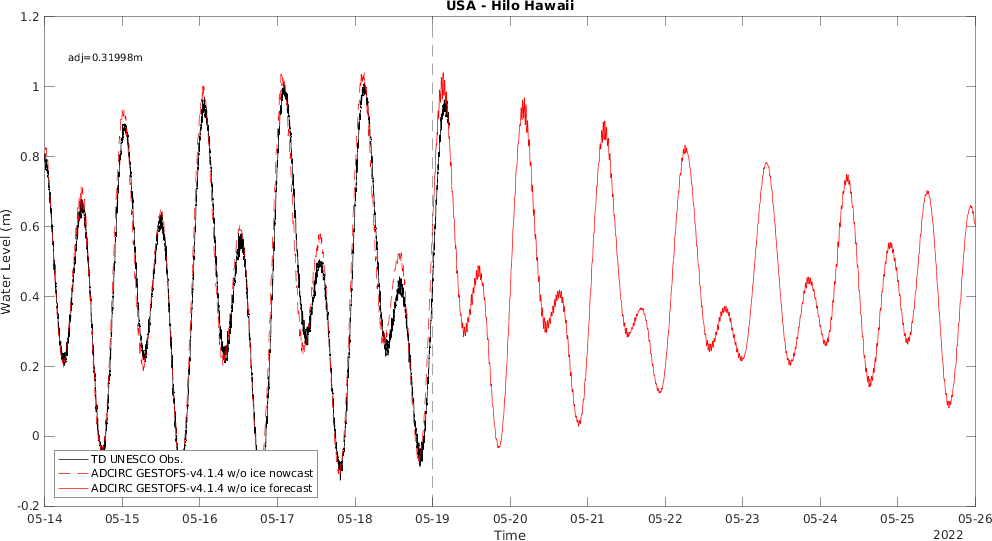 USA - Hilo Hawaii
adj=0.31998m
Water Level (m)
1.2
1
0.8
0.6
0.4
0.2
0
-0.2
TD UNESCO Obs.
ADCIRC GESTOFS-v4.1.4 w/o ice nowcast
ADCIRC GESTOFS-v4.1.4 w/o ice forecast
05-14 05-15 05-16 05-17 05-18 05-19 05-20 05-21 05-22 05-23 05-24 05-25 05-26
Time
2022